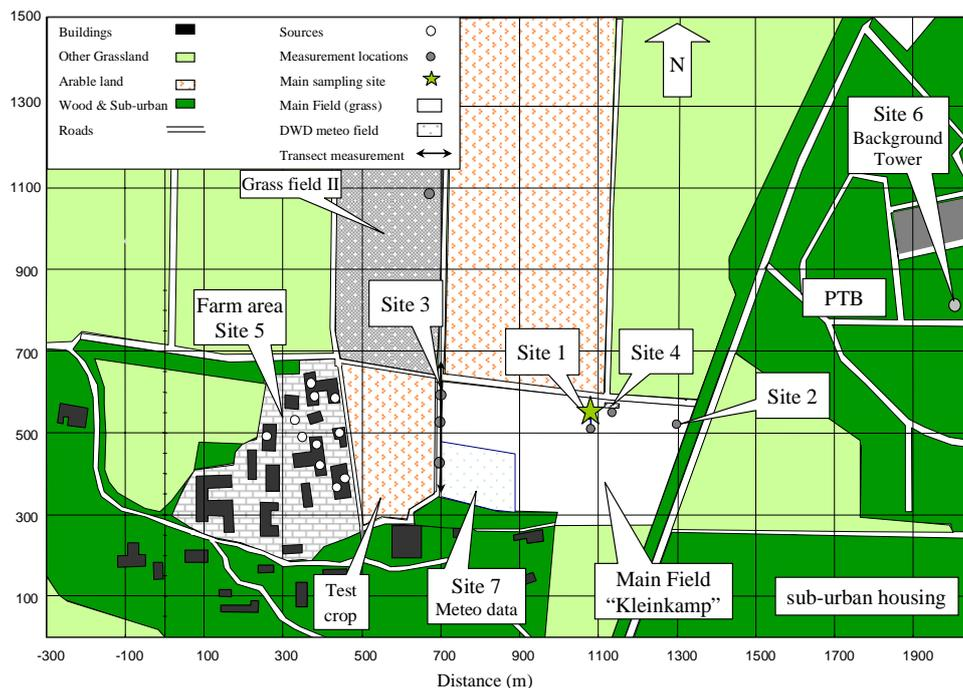 1500
1300
1100
900
700
500
300
100
Buildings
Other Grassland
Arable land
Wood & Sub-urban
Roads
Sources
Measurement locations
Main sampling site
Main Field (grass)
DWD meteo field
Transect measurement
N
Grass field II
Site 6
Background
Tower
Farm area
Site 5
Site 3
PTB
Site 1
Site 4
Site 2
Test
crop
Site 7
Meteo data
Main Field
“Kleinkamp”
sub-urban housing
-300
-100
100
300
500
700
900
1100
1300
1500
1700
1900
Distance (m)